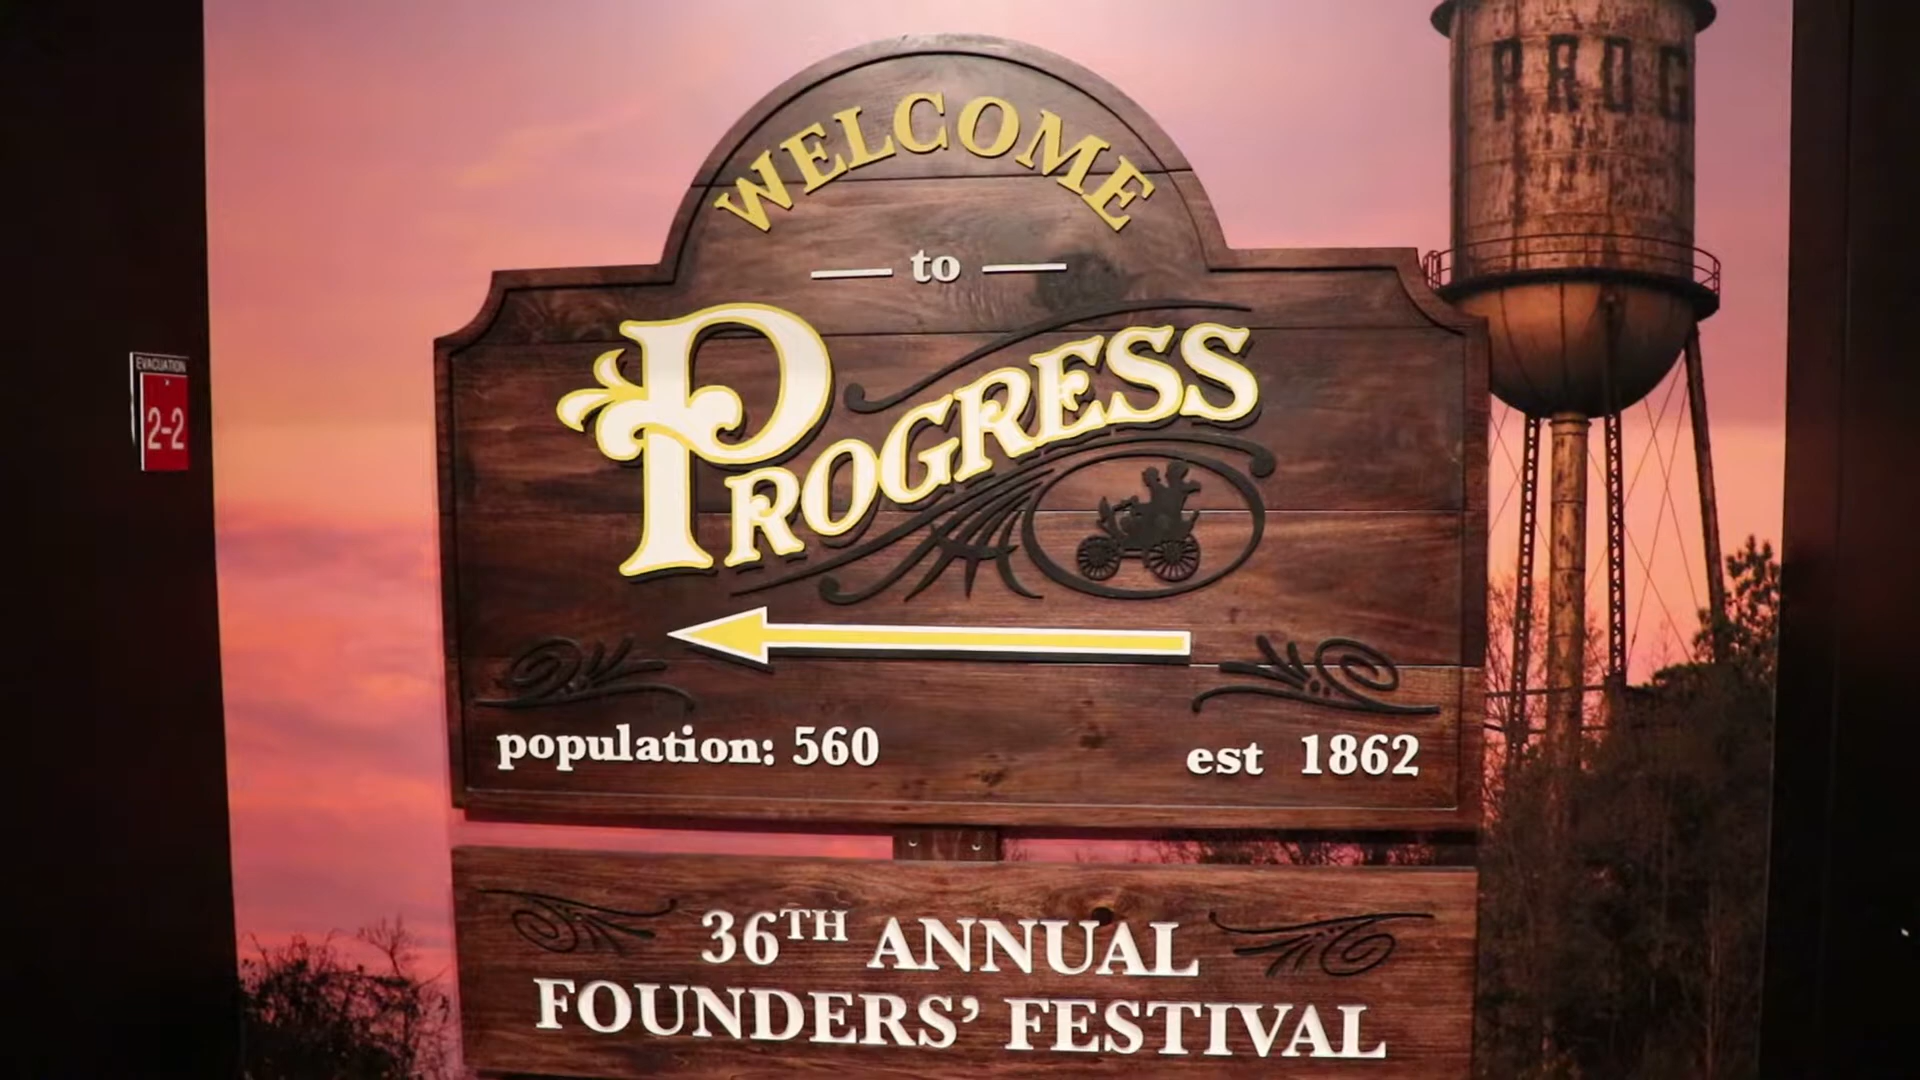 WELCOME
to
PROGRESS
population: 560
est 1862
36TH ANNUAL
FOUNDERS' FESTIVAL
PROG
EVACUATION
2-2